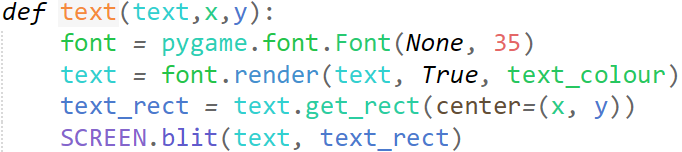 def text(text,x,y):
    font = pygame.font.Font(None, 35)
    text = font.render(text, True, text_colour)
    text_rect = text.get_rect(center=(x, y))
    SCREEN.blit(text, text_rect)